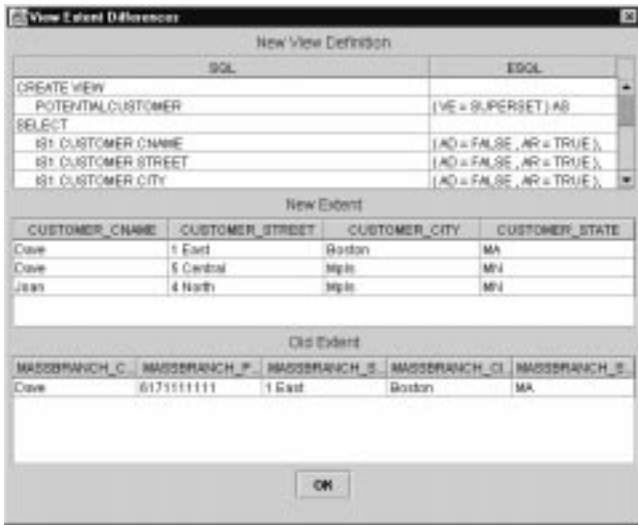 View Extent Differences
New View Definition
SQL ESQL
CREATE VIEW
POTENTIALCUSTOMER (VE = SUPERSET) AS
SELECT
IS1.CUSTOMER.CNAME (AD = FALSE , AR = TRUE ),
IS1.CUSTOMER.STREET (AD = FALSE , AR = TRUE ),
IS1.CUSTOMER.CITY (AD = FALSE , AR = TRUE ),
New Extent
CUSTOMER_CNAME CUSTOMER_STREET CUSTOMER_CITY CUSTOMER_STATE
Dave 1 East Boston MA
Dave 5 Central Mpls MN
Joan 4 North Mpls MN
Old Extent
MASSBRANCH_C... MASSBRANCH_P... MASSBRANCH_S... MASSBRANCH_CI... MASSBRANCH_S...
Dave 6171111111 1 East Boston MA
OK